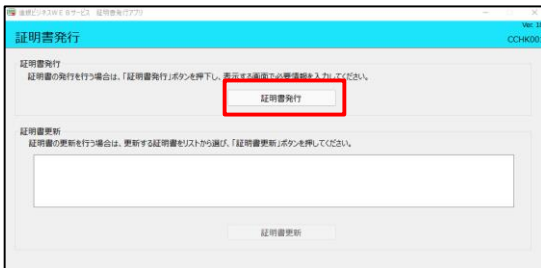 道銀ビジネスWEBサービス 証明書発行アプリ
Ver. 1
証明書発行
CCHK00
証明書発行
証明書の発行を行う場合は、「証明書発行」ボタンを押下し、表示する画面で必要情報を入力してください。
証明書発行
証明書更新
証明書の更新を行う場合は、更新する証明書をリストから選び、「証明書更新」ボタンを押してください。
証明書更新